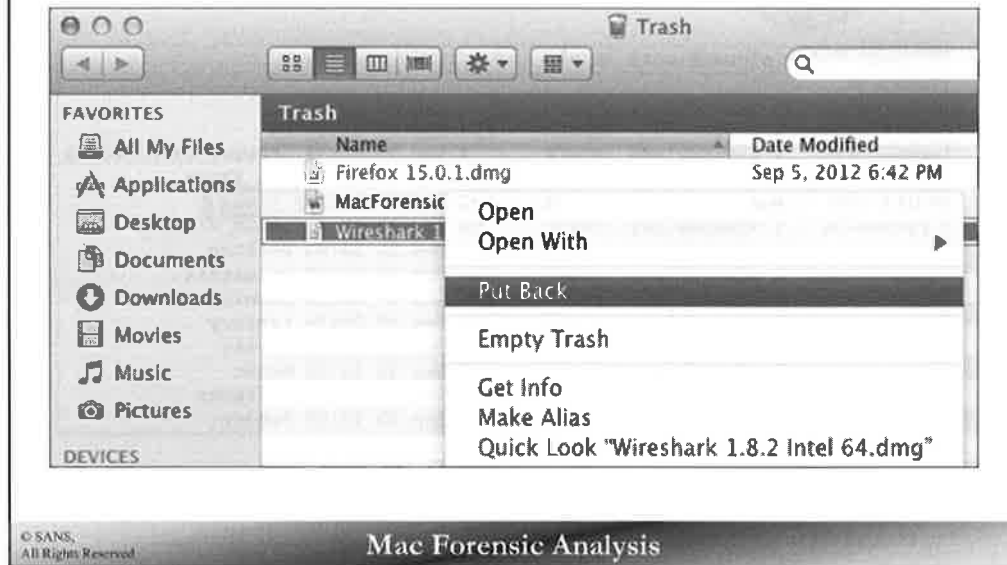 Trash
FAVORITES
All My Files
Applications
Desktop
Documents
Downloads
Movies
Music
Pictures
DEVICES
Trash
Name
Date Modified
Firefox 15.0.1.dmg
Sep 5, 2012 6:42 PM
MacForensic
Wireshark 1
Open
Open With
Put Back
Empty Trash
Get Info
Make Alias
Quick Look "Wireshark 1.8.2 Intel 64.dmg"
© SANS,
All Rights Reserved
Mac Forensic Analysis